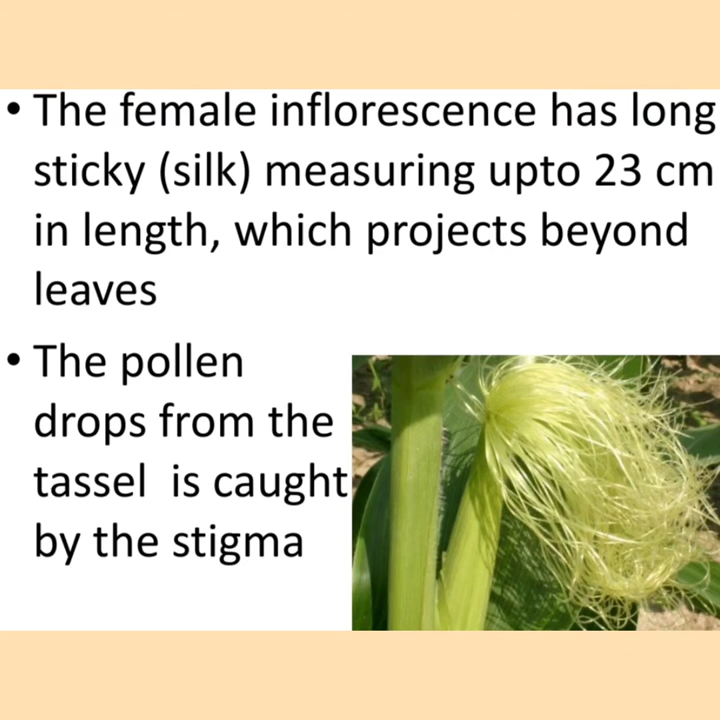 • The female inflorescence has long
sticky (silk) measuring upto 23 cm
in length, which projects beyond
leaves
• The pollen
drops from the
tassel is caught
by the stigma